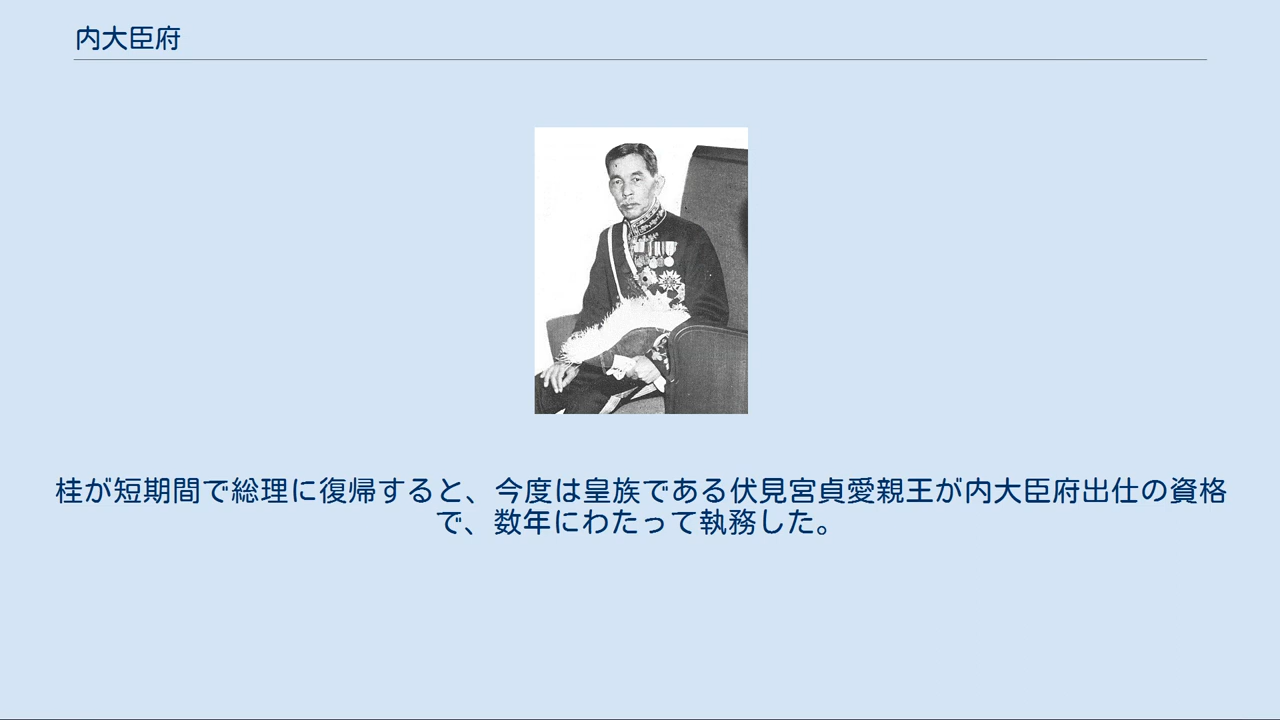 内大臣府
桂が短期間で総理に復帰すると、今度は皇族である伏見宮貞愛親王が内大臣府出仕の資格
で、数年にわたって執務した。